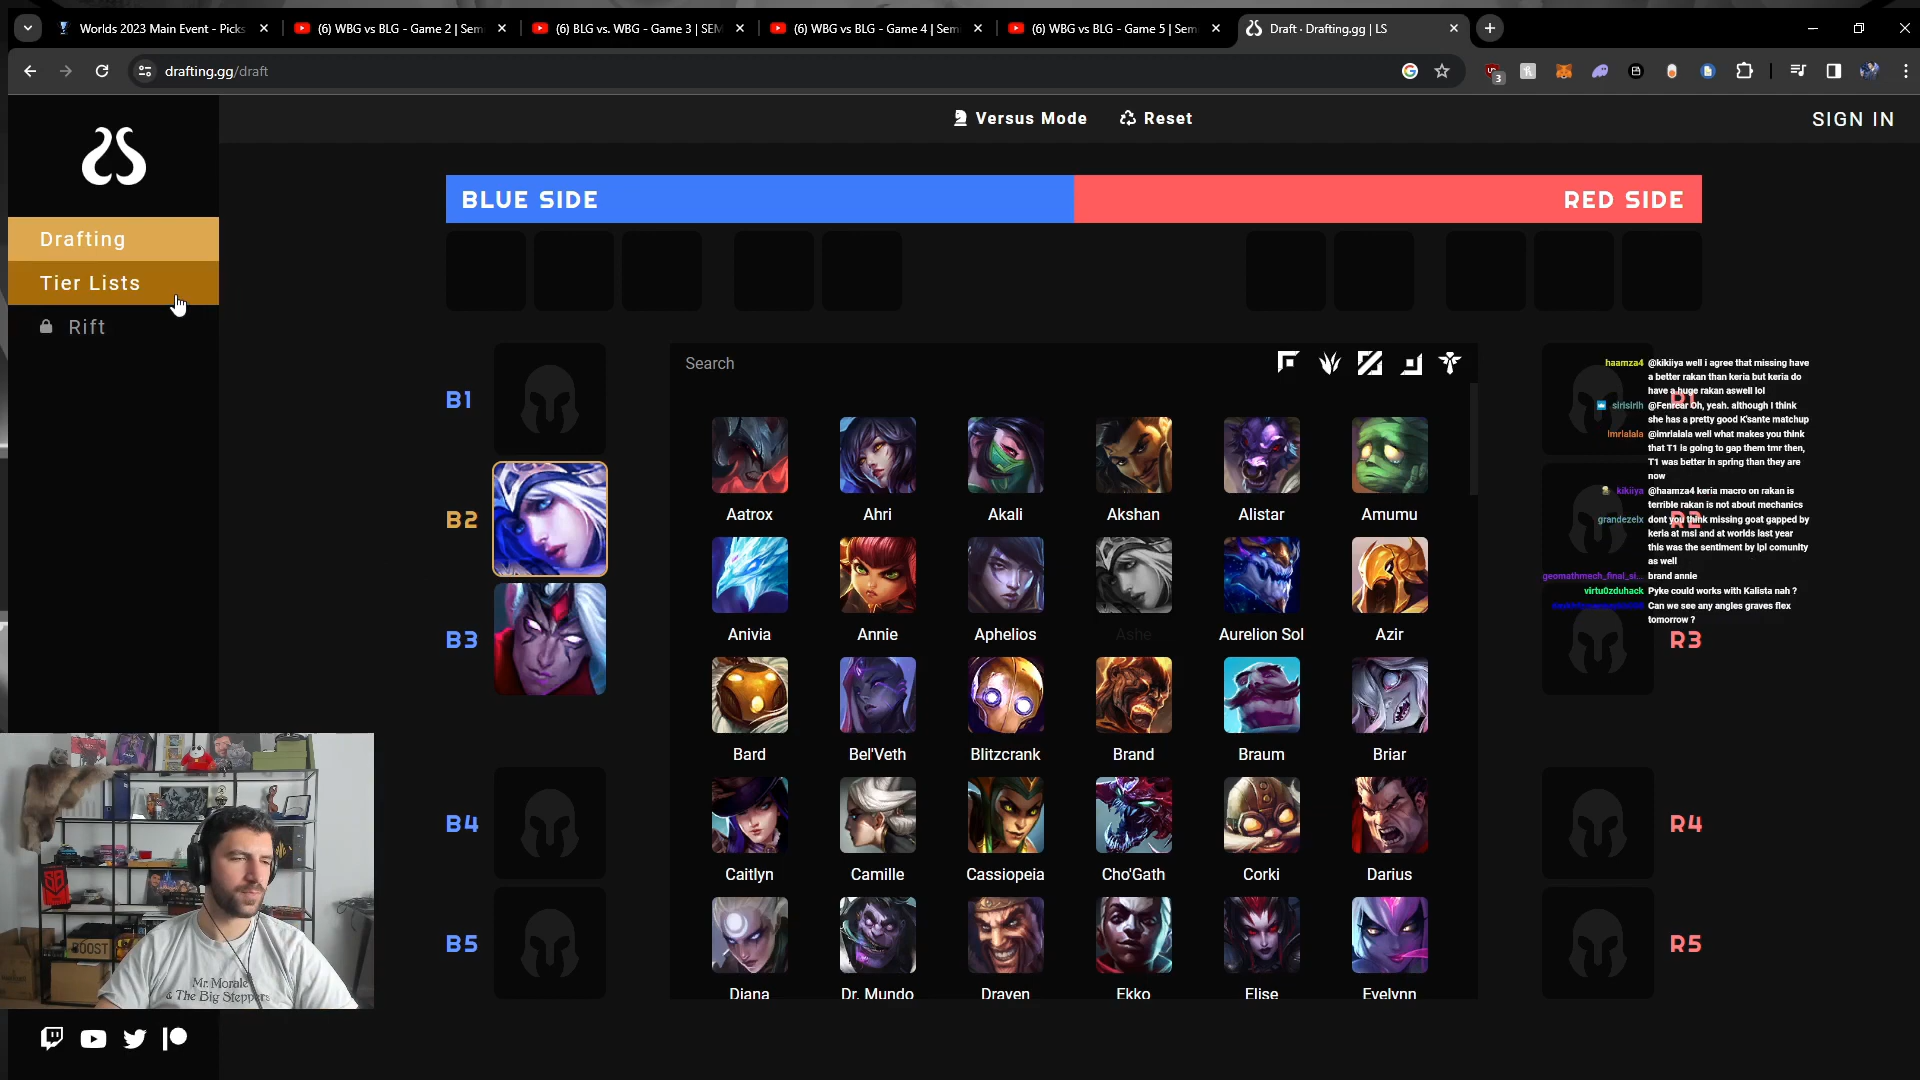 Worlds 2023 Main Event - Picks
(6) WBG vs BLG - Game 2 | Sem
(6) BLG vs. WBG - Game 3 | SEM
(6) WBG vs BLG - Game 4 | Sem
(6) WBG vs BLG - Game 5 | Sem
Draft · Drafting.gg | LS
drafting.gg/draft
3
Versus Mode
Reset
SIGN IN
Drafting
Tier Lists
Rift
BLUE SIDE
RED SIDE
Search
B1
B2
B3
B4
B5
Aatrox
Ahri
Akali
Akshan
Alistar
Amumu
Anivia
Annie
Aphelios
Ashe
Aurelion Sol
Azir
Bard
Bel'Veth
Blitzcrank
Brand
Braum
Briar
Caitlyn
Camille
Cassiopeia
Cho'Gath
Corki
Darius
Diana
Dr. Mundo
Draven
Ekko
Elise
Evelynn
R1
R2
R3
R4
R5
haamza4 @kikiiya well i agree that missing have
a better rakan than keria but keria do
have a huge rakan aswell lol
sirisirih @Fenrear Oh, yeah. although I think
she has a pretty good K'sante matchup
imrlalala @imrlalala well what makes you think
that T1 is going to gap them tmr then,
T1 was better in spring than they are
now
kikiiya @haamza4 keria macro on rakan is
terrible rakan is not about mechanics
grandezelx dont you think missing goat gapped by
keria at msi and at worlds last year
this was the sentiment by lpl comunity
as well
geomathmech_final_si... brand annie
virtu0zduhack Pyke could works with Kalista nah ?
Can we see any angles graves flex
tomorrow ?
BOOST
Mr. Morale
& The Big Steppers